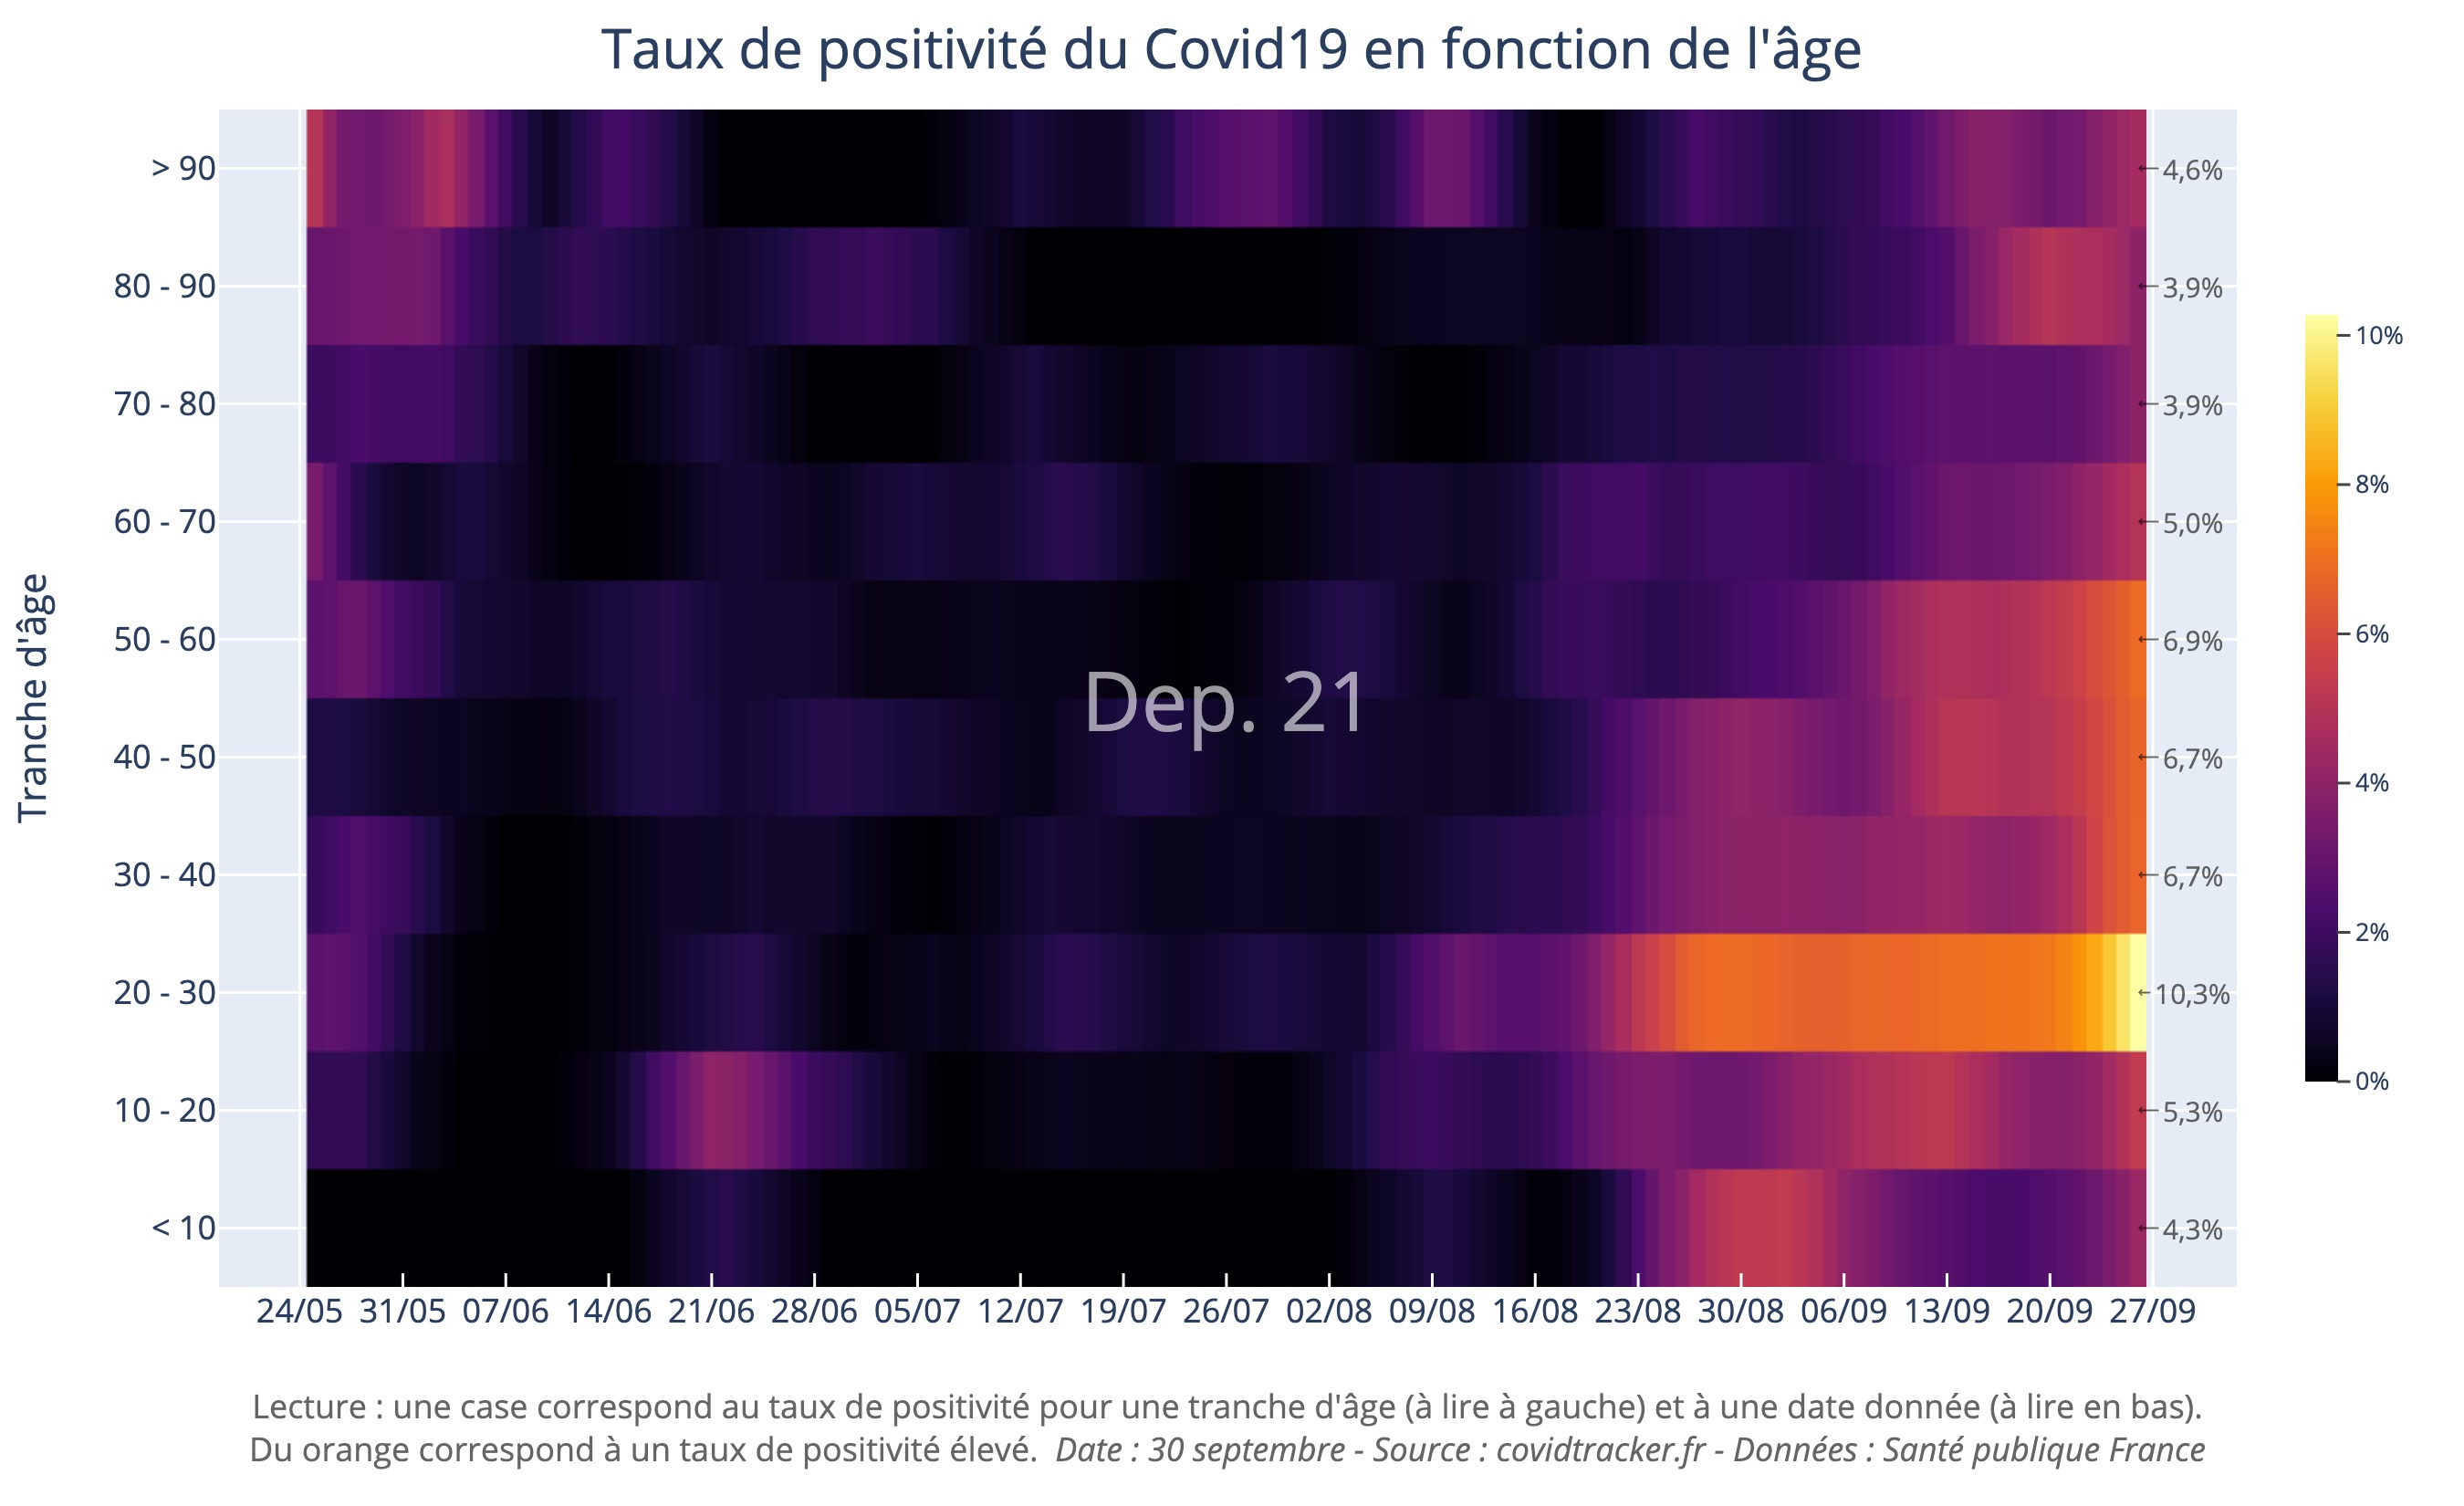 Taux de positivité du Covid19 en fonction de l'âge
Tranche d'âge
> 90
80 - 90
70 - 80
60 - 70
50 - 60
40 - 50
30 - 40
20 - 30
10 - 20
< 10
Dep. 21
4,6%
3,9%
3,9%
5,0%
6,9%
6,7%
6,7%
10,3%
5,3%
4,3%
10%
8%
6%
4%
2%
0%
24/05 31/05 07/06 14/06 21/06 28/06 05/07 12/07 19/07 26/07 02/08 09/08 16/08 23/08 30/08 06/09 13/09 20/09 27/09
Lecture : une case correspond au taux de positivité pour une tranche d'âge (à lire à gauche) et à une date donnée (à lire en bas).
Du orange correspond à un taux de positivité élevé. Date : 30 septembre - Source : covidtracker.fr - Données : Santé publique France